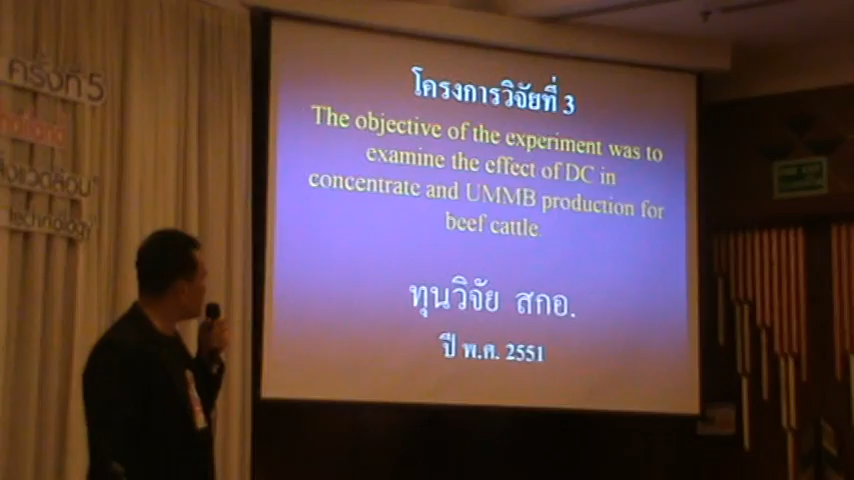 ครั้งที่ 5
โครงการวิจัยที่ 3
The objective of the experiment was to
examine the effect of DC in
concentrate and UMMB production for
beef cattle.
ทุนวิจัย สกอ.
ปี พ.ศ. 2551